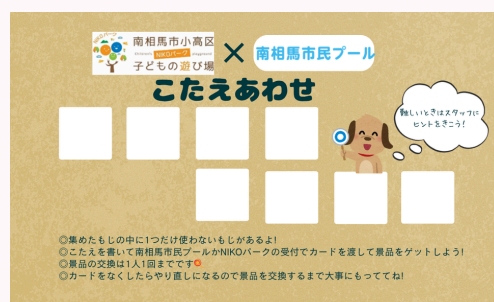 南相馬市小高区
NIKOパーク
子どもの遊び場
×
南相馬市民プール
こたえあわせ
難しいときはスタッフに
ヒントをきこう!
◎集めたもじの中に1つだけ使わないもじがあるよ!
◎こたえを書いて南相馬市民プールかNIKOパークの受付でカードを渡して景品をゲットしよう!
◎景品の交換は1人1回までです
◎カードをなくしたらやり直しになるので景品を交換するまで大事にもっててね!